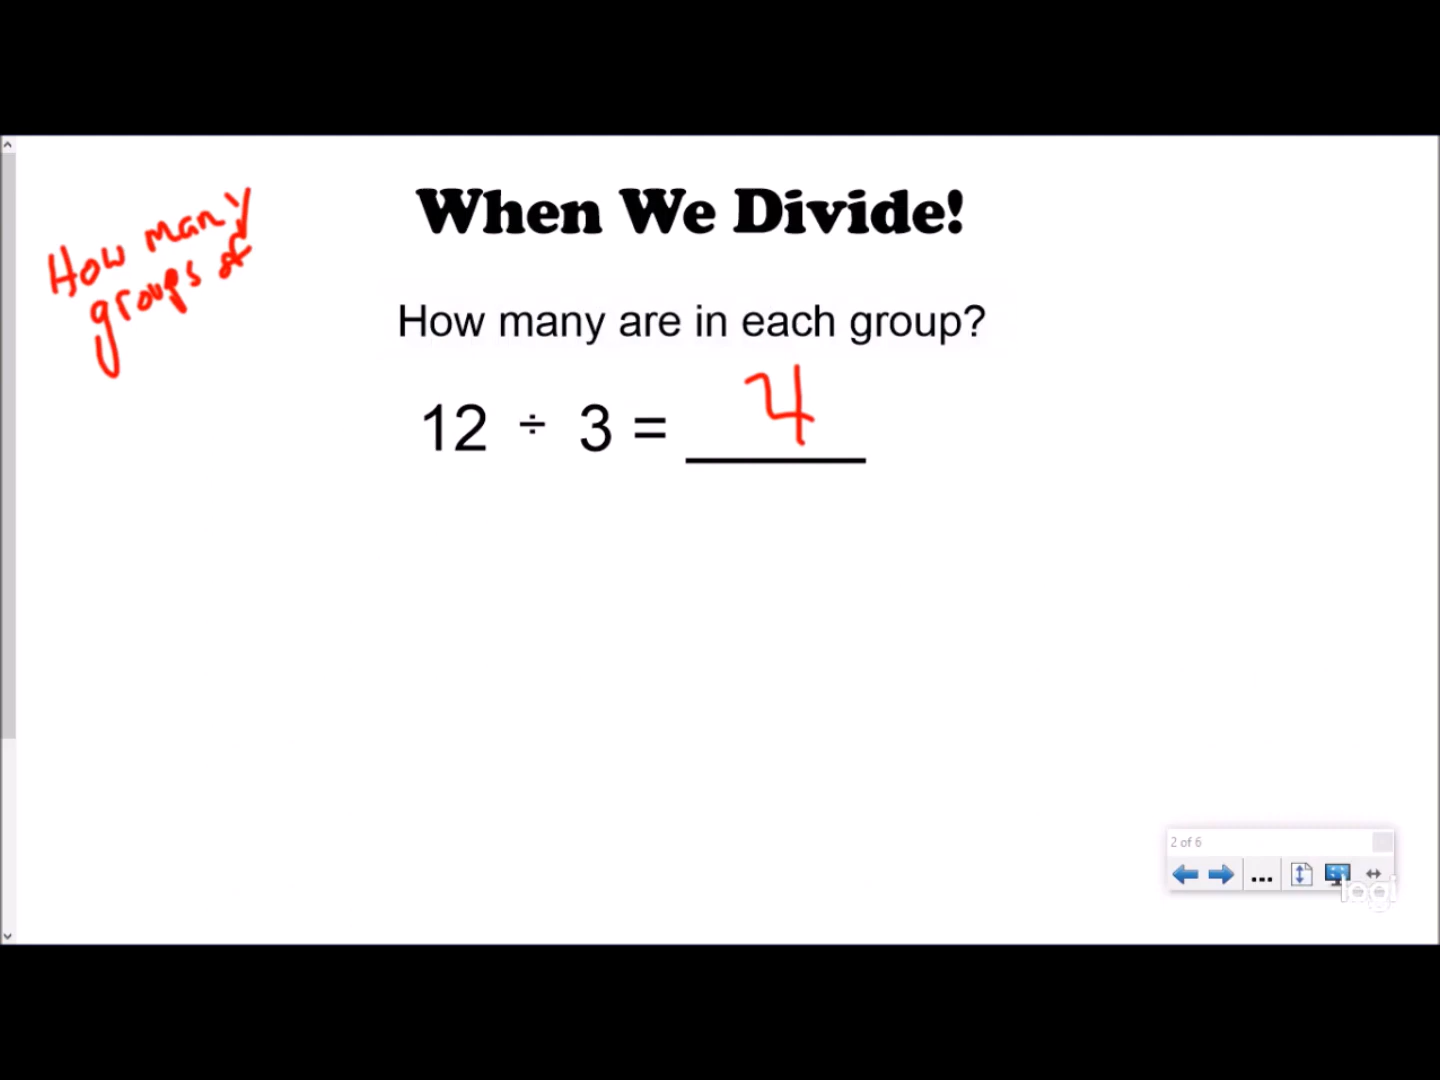 When We Divide!
How many
groups of
How many are in each group?
12 ÷ 3 = 4
2 of 6
...
logi